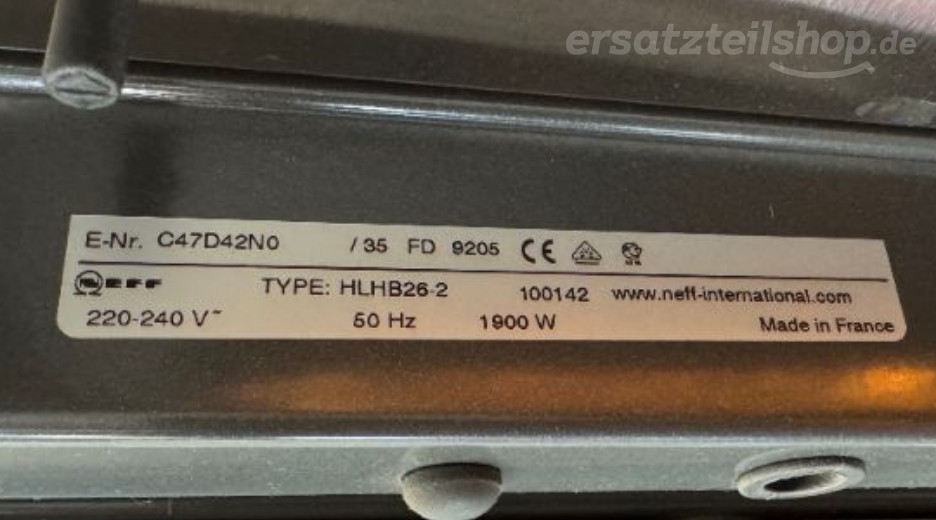 ersatzteilshop.de
E-Nr. C47D42N0 / 35 FD 9205 CE
NEFF TYPE: HLHB26-2 100142 www.neff-international.com
220-240 V~ 50 Hz 1900 W Made in France